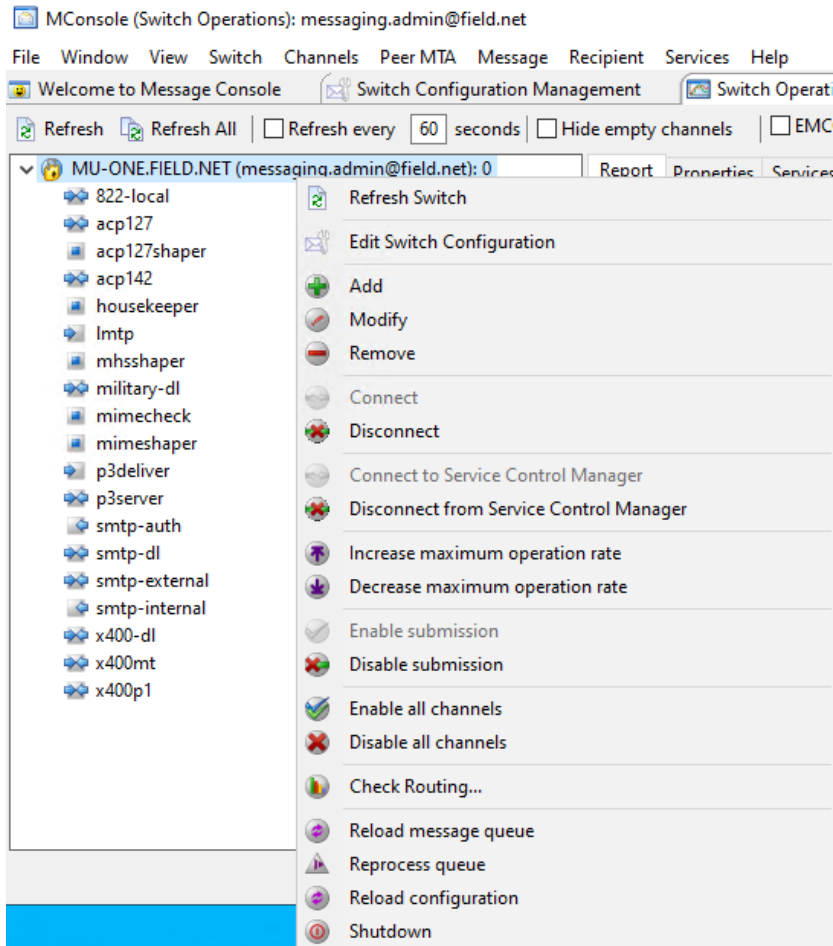 MConsole (Switch Operations): messaging.admin@field.net
File Window View Switch Channels Peer MTA Message Recipient Services Help
Welcome to Message Console Switch Configuration Management Switch Operati
Refresh Refresh All Refresh every 60 seconds Hide empty channels EMC
MU-ONE.FIELD.NET (messaging.admin@field.net): 0 Report Properties Services
822-local
acp127
acp127shaper
acp142
housekeeper
lmtp
mhsshaper
military-dl
mimecheck
mimeshaper
p3deliver
p3server
smtp-auth
smtp-dl
smtp-external
smtp-internal
x400-dl
x400mt
x400p1
Refresh Switch
Edit Switch Configuration
Add
Modify
Remove
Connect
Disconnect
Connect to Service Control Manager
Disconnect from Service Control Manager
Increase maximum operation rate
Decrease maximum operation rate
Enable submission
Disable submission
Enable all channels
Disable all channels
Check Routing...
Reload message queue
Reprocess queue
Reload configuration
Shutdown